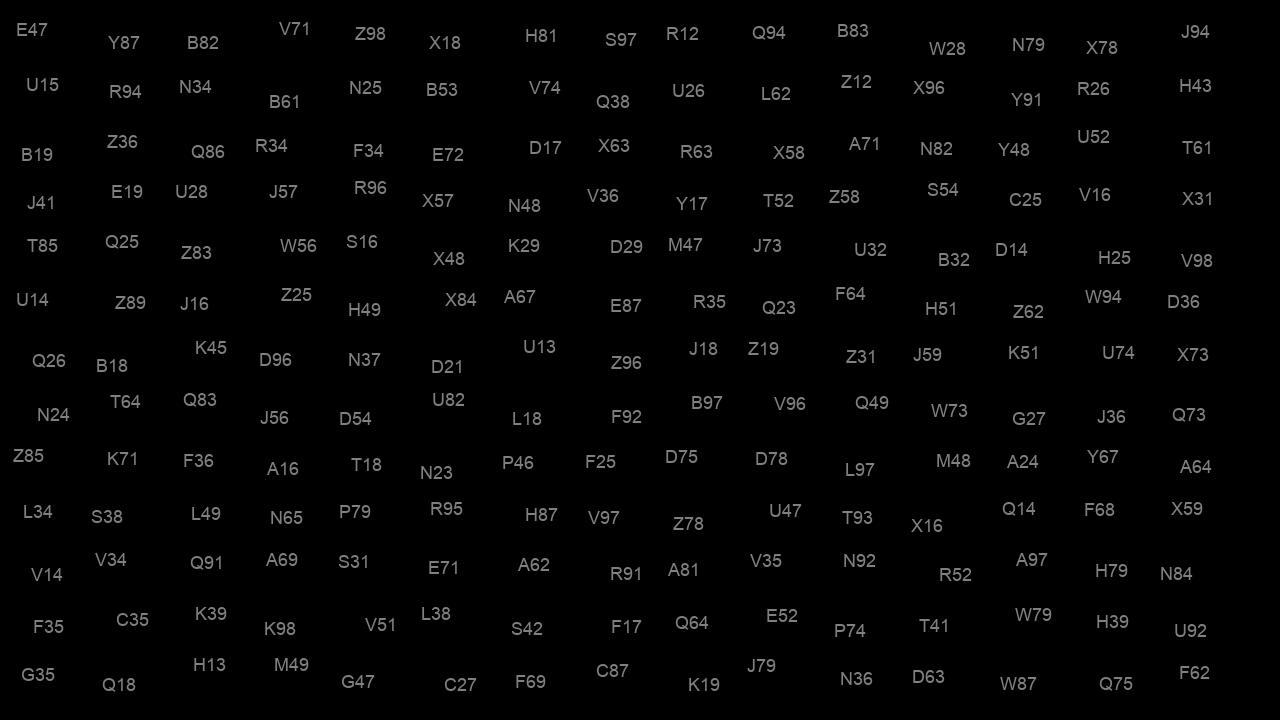 E47 Y87 B82 V71 Z98 X18 H81 S97 R12 Q94 B83 W28 N79 X78 J94
U15 R94 N34 B61 N25 B53 V74 Q38 U26 L62 Z12 X96 Y91 R26 H43
B19 Z36 Q86 R34 F34 E72 D17 X63 R63 X58 A71 N82 Y48 U52 T61
J41 E19 U28 J57 R96 X57 N48 V36 Y17 T52 Z58 S54 C25 V16 X31
T85 Q25 Z83 W56 S16 X48 K29 D29 M47 J73 U32 B32 D14 H25 V98
U14 Z89 J16 Z25 H49 X84 A67 E87 R35 Q23 F64 H51 Z62 W94 D36
Q26 B18 K45 D96 N37 D21 U13 Z96 J18 Z19 Z31 J59 K51 U74 X73
N24 T64 Q83 J56 D54 U82 L18 F92 B97 V96 Q49 W73 G27 J36 Q73
Z85 K71 F36 A16 T18 N23 P46 F25 D75 D78 L97 M48 A24 Y67 A64
L34 S38 L49 N65 P79 R95 H87 V97 Z78 U47 T93 X16 Q14 F68 X59
V14 V34 Q91 A69 S31 E71 A62 R91 A81 V35 N92 R52 A97 H79 N84
F35 C35 K39 K98 V51 L38 S42 F17 Q64 E52 P74 T41 W79 H39 U92
G35 Q18 H13 M49 G47 C27 F69 C87 K19 J79 N36 D63 W87 Q75 F62